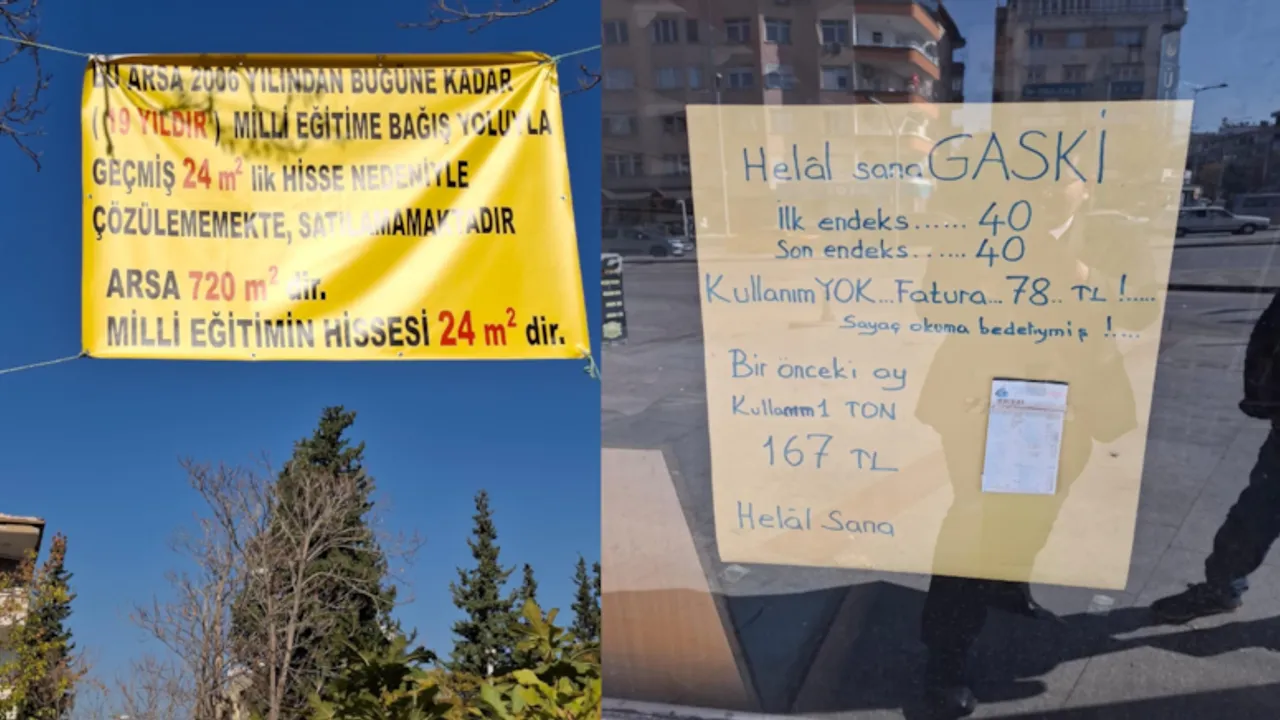 BU ARSA 2006 YILINDAN BUGÜNE KADAR
("19 YILDIR") MİLLİ EĞİTİME BAĞIŞ YOLUYLA
GEÇMİŞ 24 m² lik HİSSE NEDENİYLE
ÇÖZÜLEMEMEKTE, SATILAMAMAKTADIR
ARSA 720 m² dir.
MİLLİ EĞİTİMİN HİSSESİ 24 m² dir.
Helâl sana GASKİ
İlk endeks...... 40
Son endeks...... 40
Kullanım YOK...Fatura...78.. TL !.....
Sayaç okuma bedeliymiş !....
Bir önceki ay
Kullanım 1 TON
167 TL
Helâl Sana